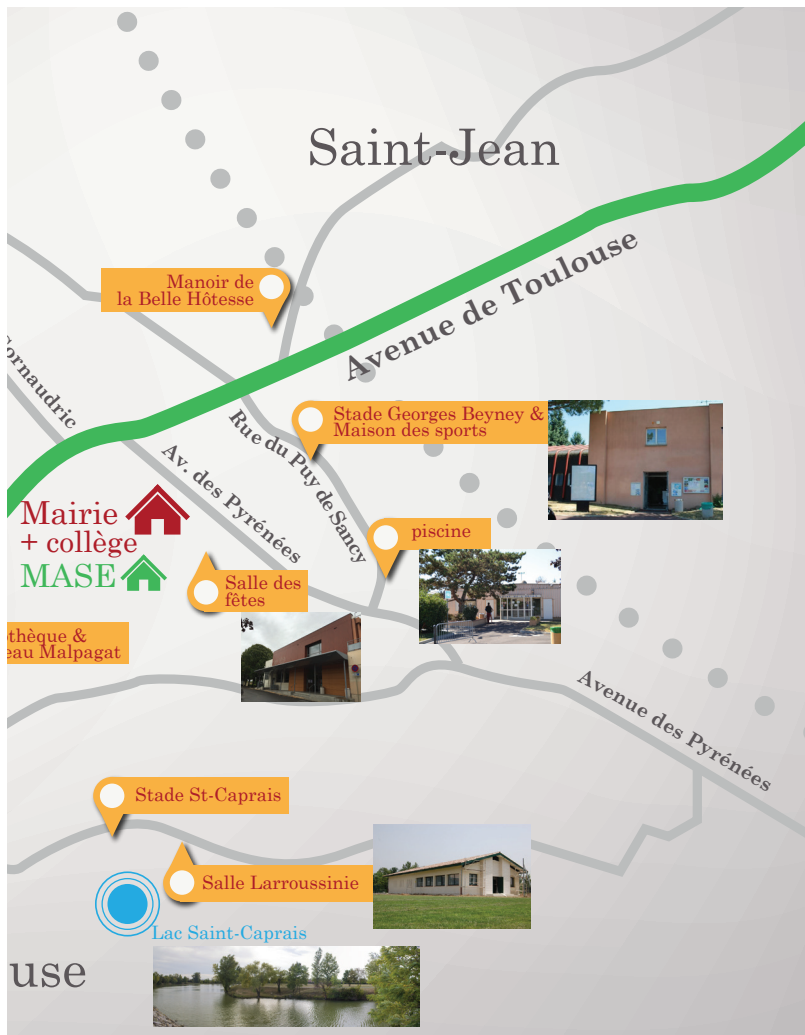 Saint-Jean
Manoir de
la Belle Hôtesse
Avenue de Toulouse
ornaudric
Rue du Puy de Sancy
Stade Georges Beyney &
Maison des sports
Av. des Pyrénées
Mairie
+ collège
MASE
piscine
Salle des
fêtes
othèque &
eau Malpagat
Avenue des Pyrénées
Stade St-Caprais
Salle Larroussinie
Lac Saint-Caprais
use